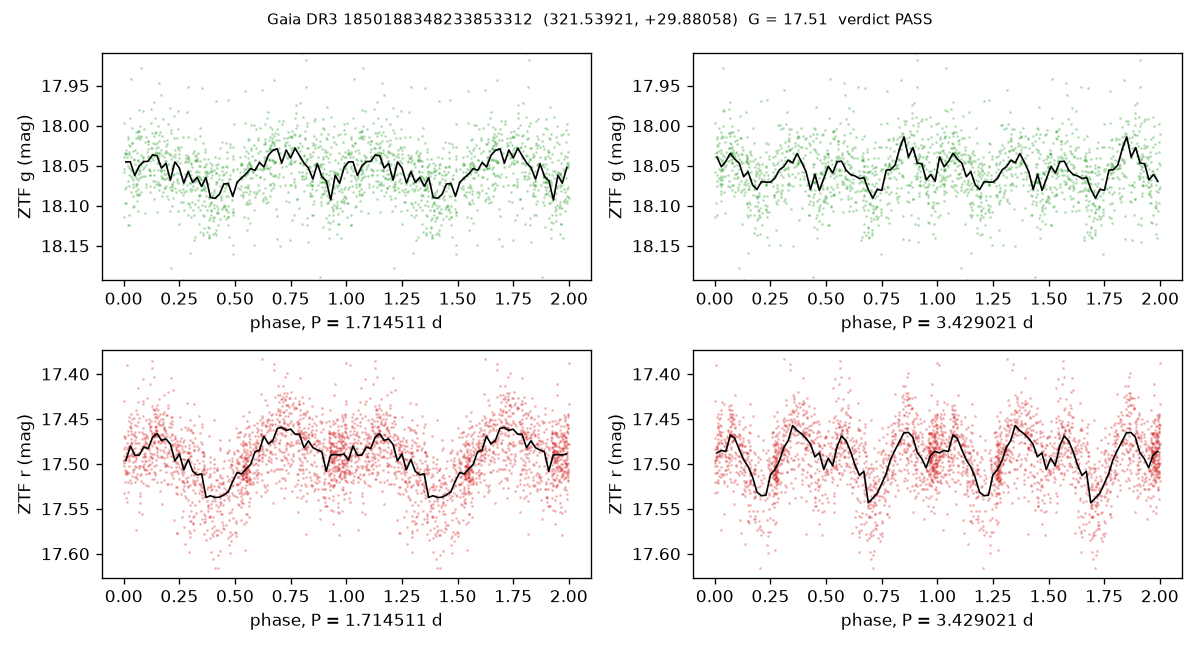 Gaia DR3 1850188348233853312 (321.53921, +29.88058) G = 17.51 verdict PASS
ZTF g (mag)
17.95
18.00
18.05
18.10
18.15
0.00 0.25 0.50 0.75 1.00 1.25 1.50 1.75 2.00
phase, P = 1.714511 d
ZTF g (mag)
17.95
18.00
18.05
18.10
18.15
0.00 0.25 0.50 0.75 1.00 1.25 1.50 1.75 2.00
phase, P = 3.429021 d
ZTF r (mag)
17.40
17.45
17.50
17.55
17.60
0.00 0.25 0.50 0.75 1.00 1.25 1.50 1.75 2.00
phase, P = 1.714511 d
ZTF r (mag)
17.40
17.45
17.50
17.55
17.60
0.00 0.25 0.50 0.75 1.00 1.25 1.50 1.75 2.00
phase, P = 3.429021 d